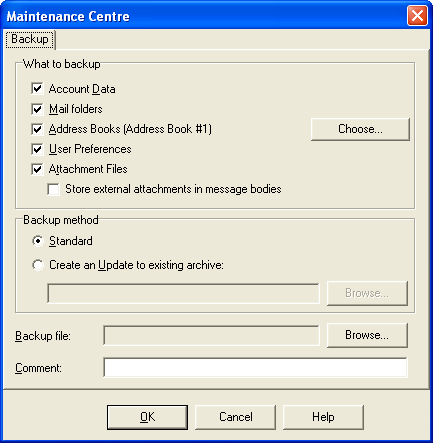 Maintenance Centre
Backup
What to backup
Account Data
Mail folders
Address Books (Address Book #1)
Choose...
User Preferences
Attachment Files
Store external attachments in message bodies
Backup method
Standard
Create an Update to existing archive:
Browse...
Backup file:
Browse...
Comment:
OK Cancel Help